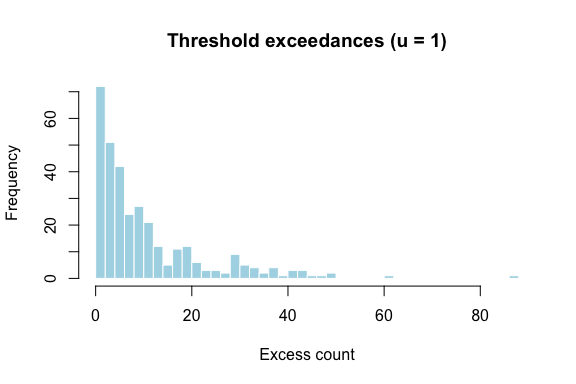 Threshold exceedances (u = 1)
Frequency
60
40
20
0
0 20 40 60 80
Excess count